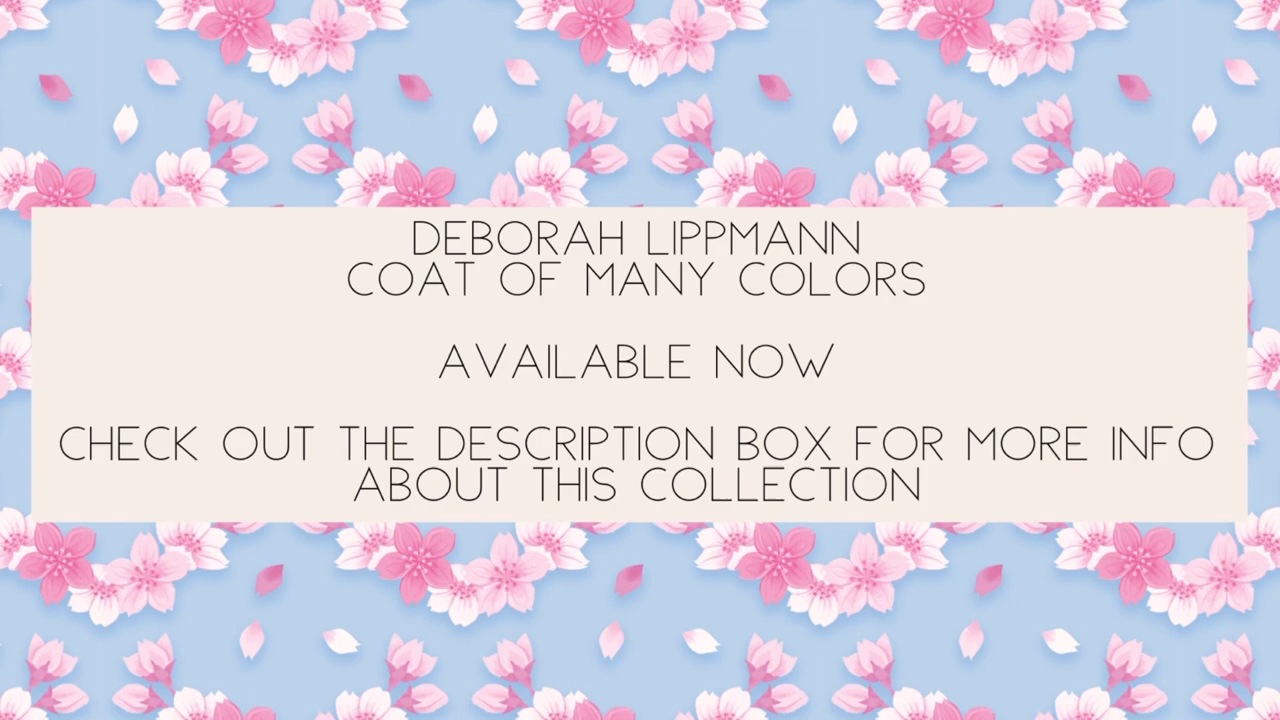 DEBORAH LIPPMANN
COAT OF MANY COLORS
AVAILABLE NOW
CHECK OUT THE DESCRIPTION BOX FOR MORE INFO
ABOUT THIS COLLECTION